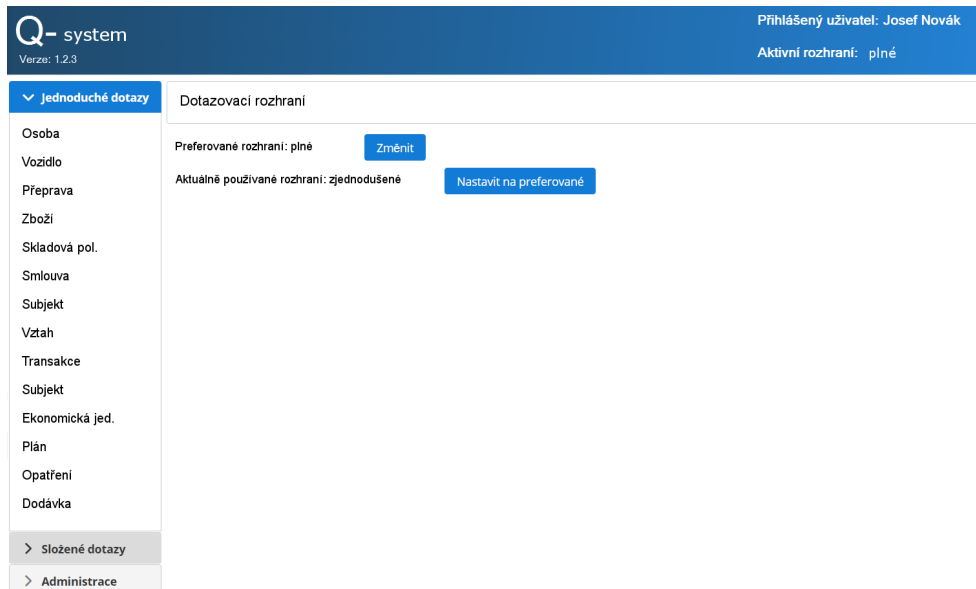 Q- system
Verze: 1.2.3
Přihlášený uživatel: Josef Novák
Aktivní rozhraní: plné
Jednoduché dotazy
Osoba
Vozidlo
Přeprava
Zboží
Skladová pol.
Smlouva
Subjekt
Vztah
Transakce
Subjekt
Ekonomická jed.
Plán
Opatření
Dodávka
Složené dotazy
Administrace
Dotazovací rozhraní
Preferované rozhraní: plné Změnit
Aktuálně používané rozhraní: zjednodušené Nastavit na preferované